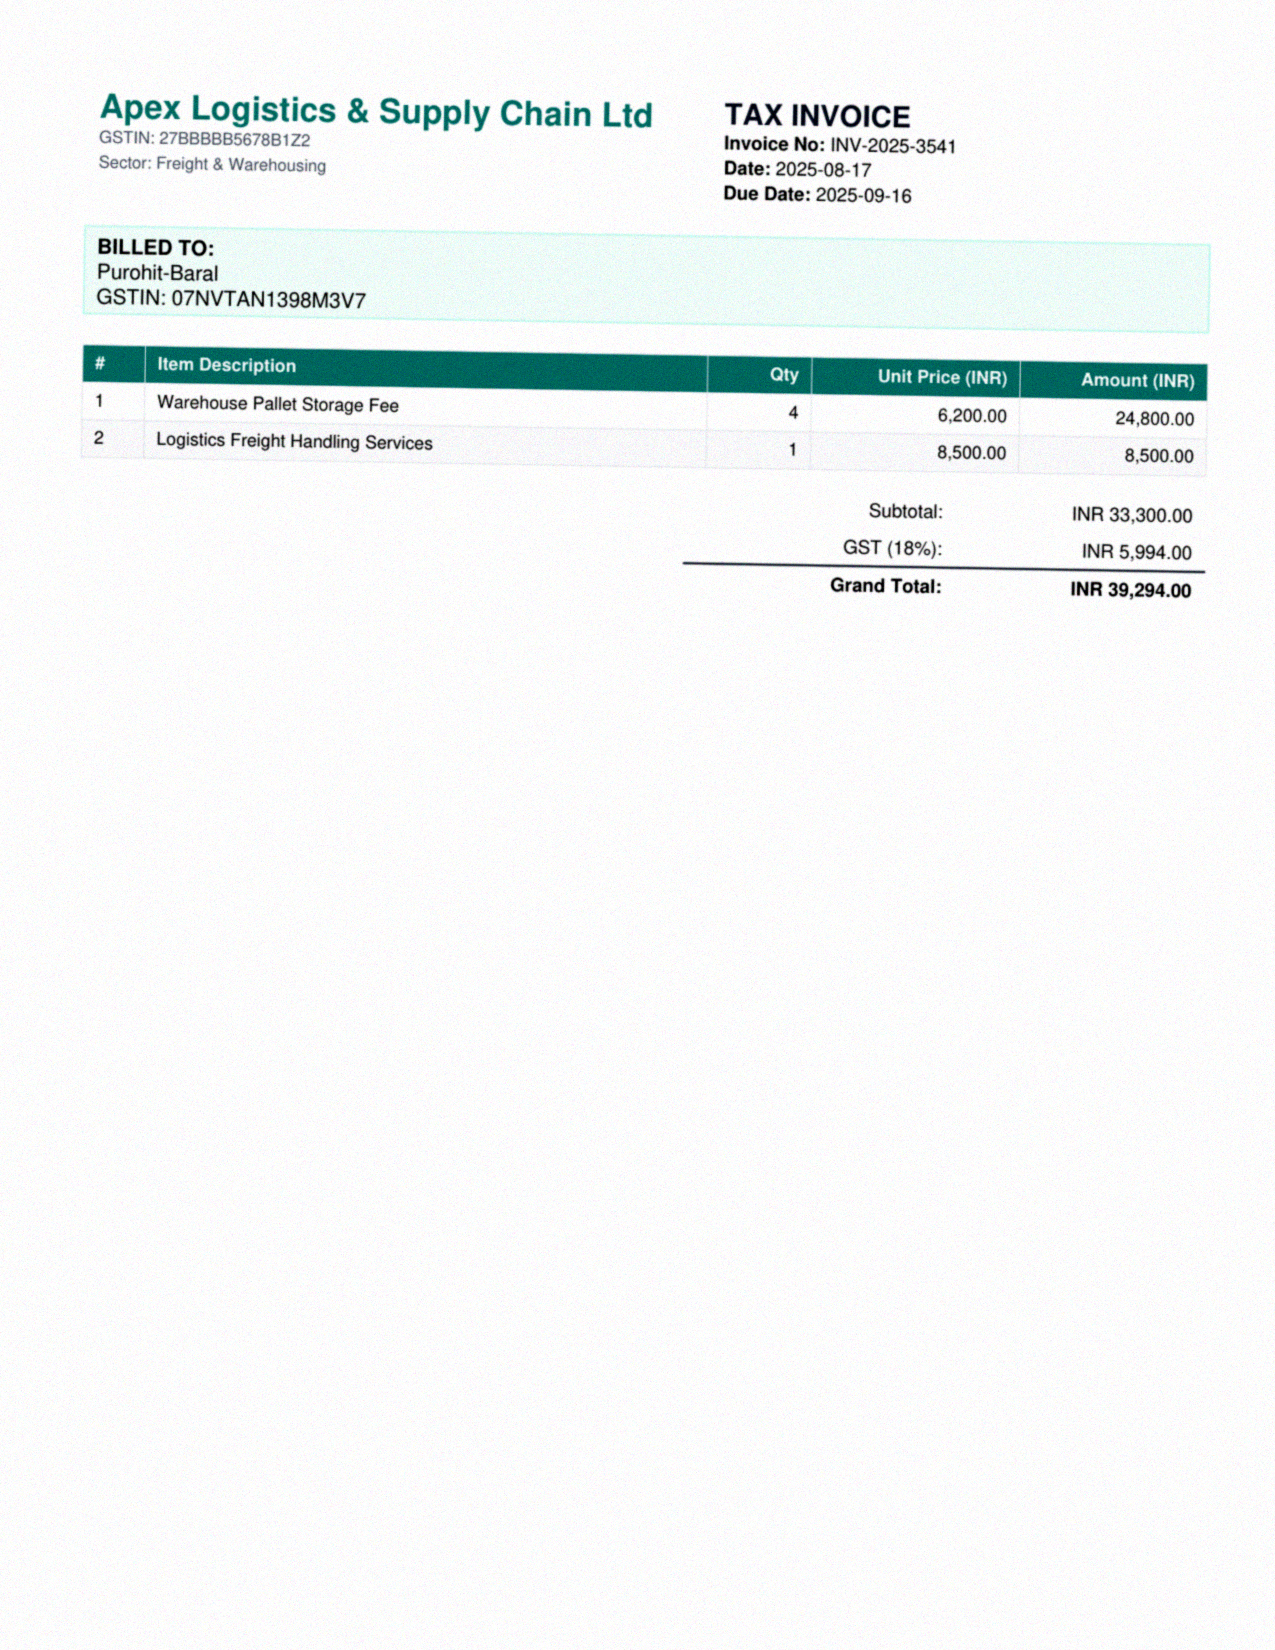 Apex Logistics & Supply Chain Ltd
GSTIN: 27BBBBB5678B1Z2
Sector: Freight & Warehousing
TAX INVOICE
Invoice No: INV-2025-3541
Date: 2025-08-17
Due Date: 2025-09-16
BILLED TO:
Purohit-Baral
GSTIN: 07NVTAN1398M3V7
# Item Description Qty Unit Price (INR) Amount (INR)
1 Warehouse Pallet Storage Fee 4 6,200.00 24,800.00
2 Logistics Freight Handling Services 1 8,500.00 8,500.00
Subtotal: INR 33,300.00
GST (18%): INR 5,994.00
Grand Total: INR 39,294.00